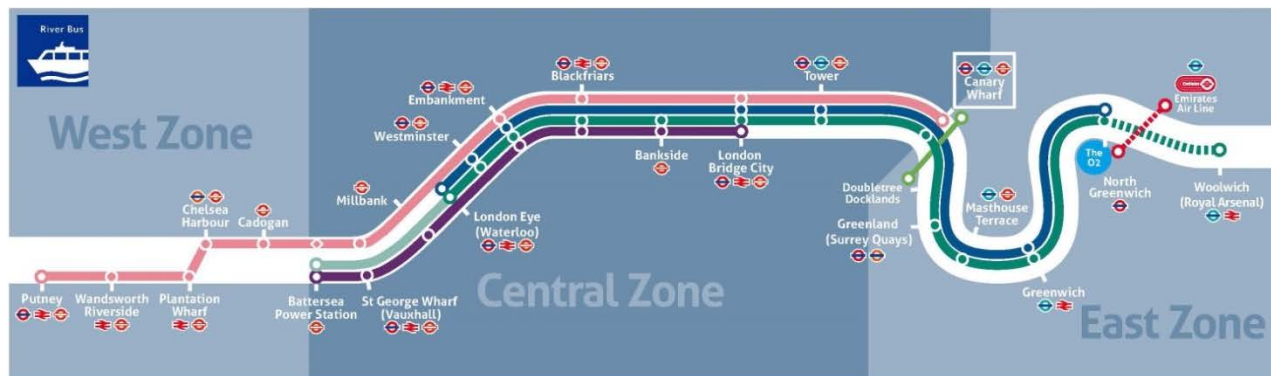 River Bus
West Zone
Central Zone
East Zone
Blackfriars
Tower
Canary
Wharf
Emirates
Air Line
Embankment
Westminster
Bankside
London
Bridge City
The
O2
North
Greenwich
Woolwich
(Royal Arsenal)
Chelsea
Harbour
Cadogan
Millbank
London Eye
(Waterloo)
Doubletree
Docklands
Masthouse
Terrace
Greenland
(Surrey Quays)
Greenwich
Putney
Wandsworth
Riverside
Plantation
Wharf
Battersea
Power Station
St George Wharf
(Vauxhall)